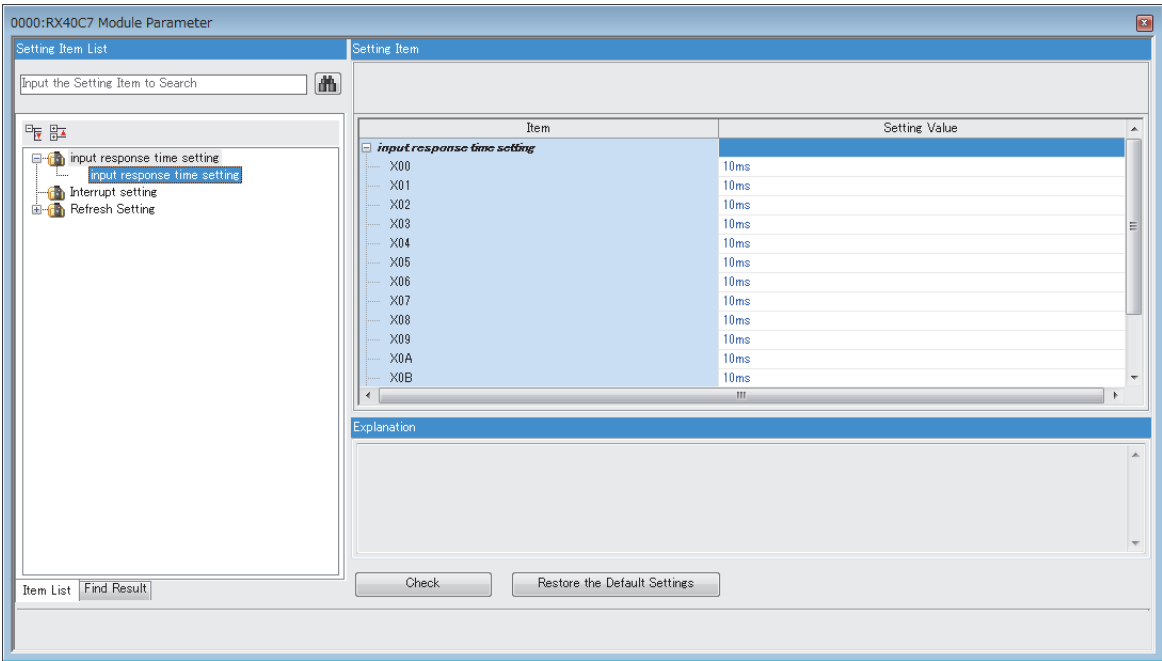 0000:RX40C7 Module Parameter
Setting Item List
Input the Setting Item to Search
input response time setting
input response time setting
Interrupt setting
Refresh Setting
Item List
Find Result
Setting Item
Item Setting Value
input response time setting
X00 10ms
X01 10ms
X02 10ms
X03 10ms
X04 10ms
X05 10ms
X06 10ms
X07 10ms
X08 10ms
X09 10ms
X0A 10ms
X0B 10ms
Explanation
Check
Restore the Default Settings